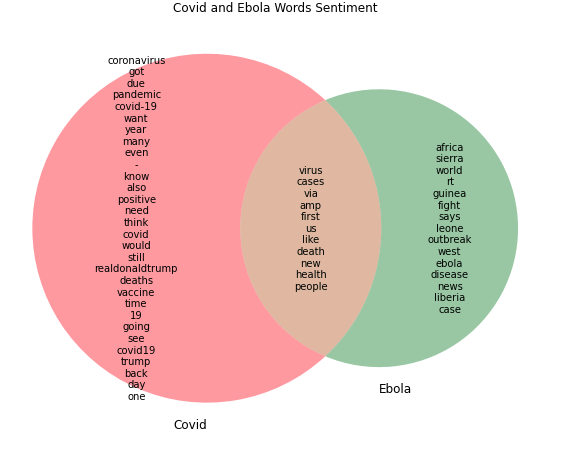 Covid and Ebola Words Sentiment
coronavirus
got
due
pandemic
covid-19
want
year
many
even
-
know
also
positive
need
think
covid
would
still
realdonaldtrump
deaths
vaccine
time
19
going
see
covid19
trump
back
day
one
virus
cases
via
amp
first
us
like
death
new
health
people
africa
sierra
world
rt
guinea
fight
says
leone
outbreak
west
ebola
disease
news
liberia
case
Ebola
Covid